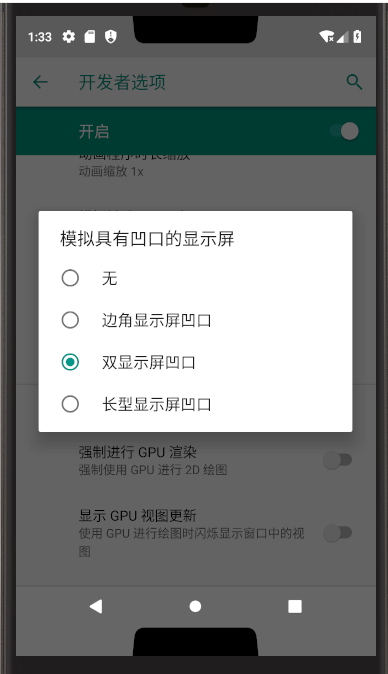 1:33
开发者选项
开启
动画程序时长缩放
动画缩放 1x
模拟具有凹口的显示屏
无
边角显示屏凹口
双显示屏凹口
长型显示屏凹口
强制进行 GPU 渲染
强制使用 GPU 进行 2D 绘图
显示 GPU 视图更新
使用 GPU 进行绘图时闪烁显示窗口中的视
图